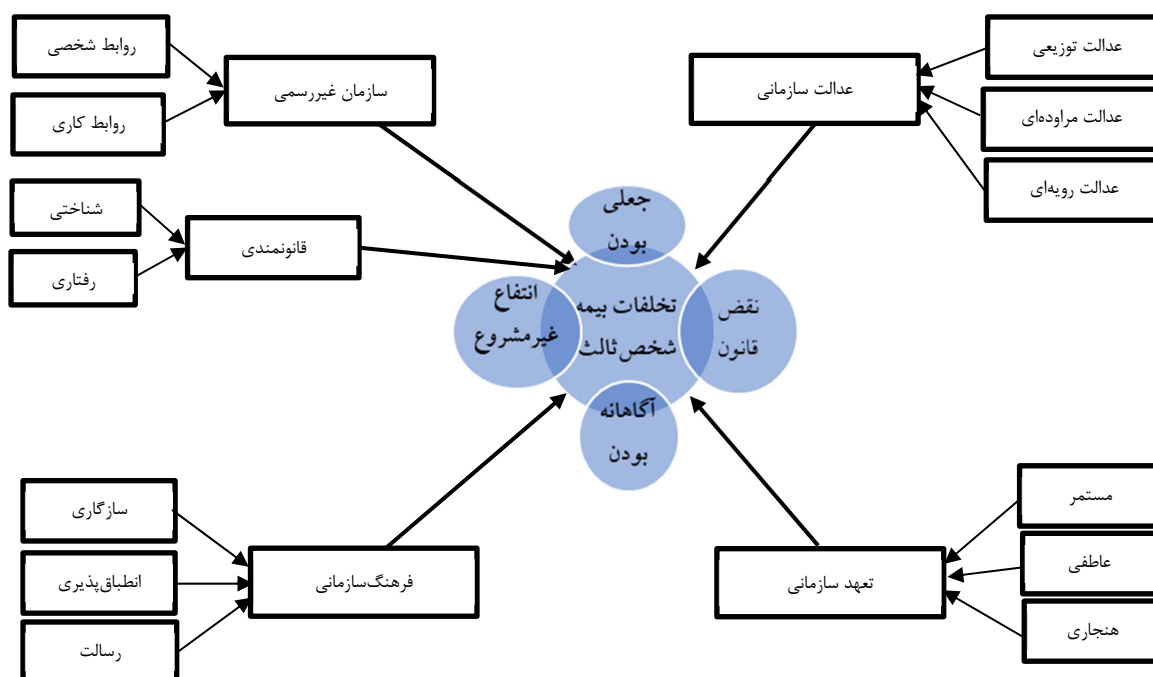 عدالت توزیعی
عدالت مراوده‌ای
عدالت رویه‌ای
عدالت سازمانی
روابط شخصی
روابط کاری
سازمان غیررسمی
شناختی
رفتاری
قانونمندی
جعلی
بودن
نقض
قانون
تخلفات بیمه
شخص ثالث
انتفاع
غیرمشروع
آگاهانه
بودن
مستمر
عاطفی
هنجاری
تعهد سازمانی
سازگاری
انطباق‌پذیری
رسالت
فرهنگ‌سازمانی